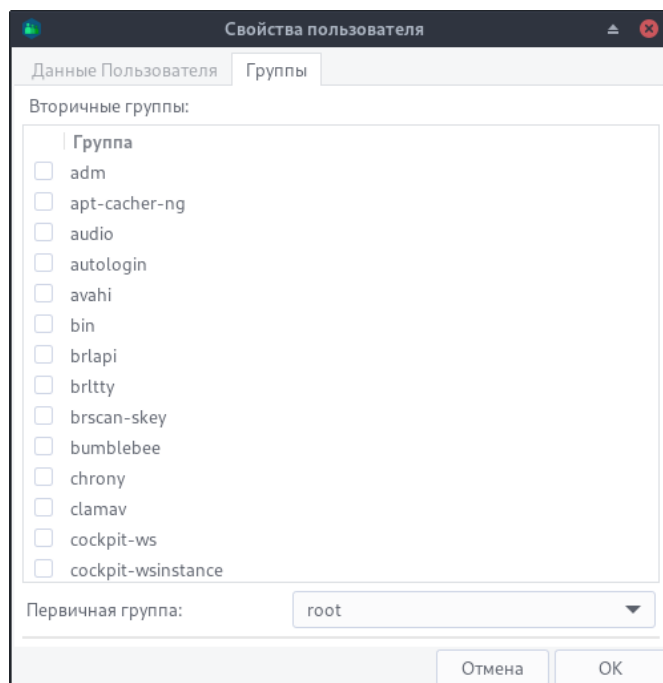 Свойства пользователя
Данные Пользователя Группы
Вторичные группы:
Группа
adm
apt-cacher-ng
audio
autologin
avahi
bin
brlapi
brltty
brscan-skey
bumblebee
chrony
clamav
cockpit-ws
cockpit-wsinstance
Первичная группа: root
Отмена OK